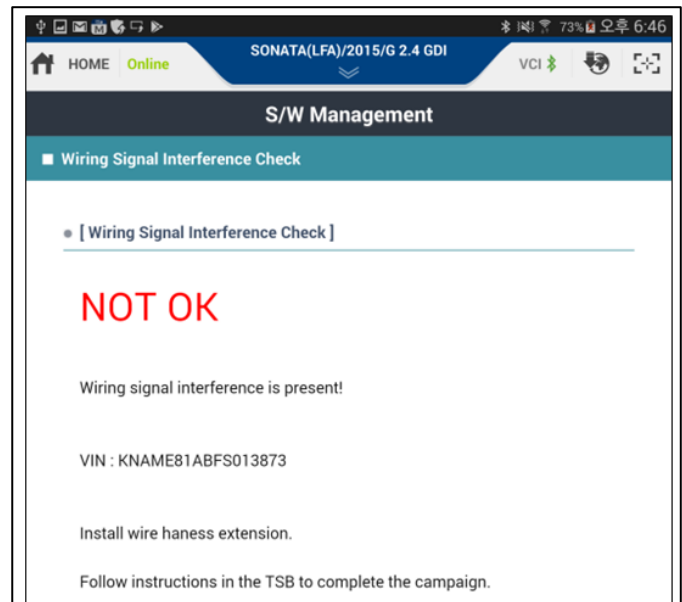 73% 오후 6:46
HOME Online SONATA(LFA)/2015/G 2.4 GDI VCI
S/W Management
Wiring Signal Interference Check
[ Wiring Signal Interference Check ]
NOT OK
Wiring signal interference is present!
VIN : KNAME81ABFS013873
Install wire haness extension.
Follow instructions in the TSB to complete the campaign.